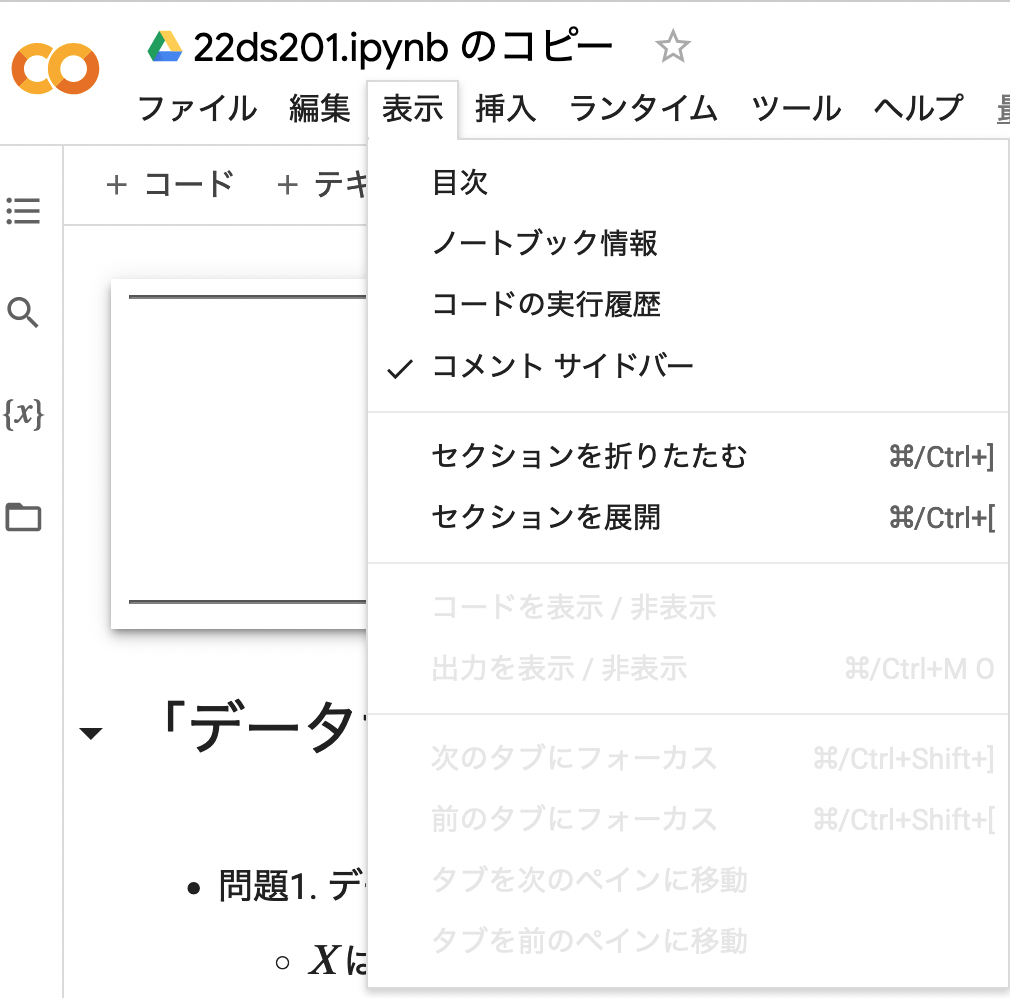 22ds201.ipynb のコピー
ファイル 編集 表示 挿入 ランタイム ツール ヘルプ
+ コード + テキ
目次
ノートブック情報
コードの実行履歴
✓ コメント サイドバー
{x}
セクションを折りたたむ ⌘/Ctrl+]
セクションを展開 ⌘/Ctrl+[
コードを表示 / 非表示
出力を表示 / 非表示 ⌘/Ctrl+M O
「データ
次のタブにフォーカス ⌘/Ctrl+Shift+]
前のタブにフォーカス ⌘/Ctrl+Shift+[
タブを次のペインに移動
• 問題1. デ
タブを前のペインに移動
○ Xは